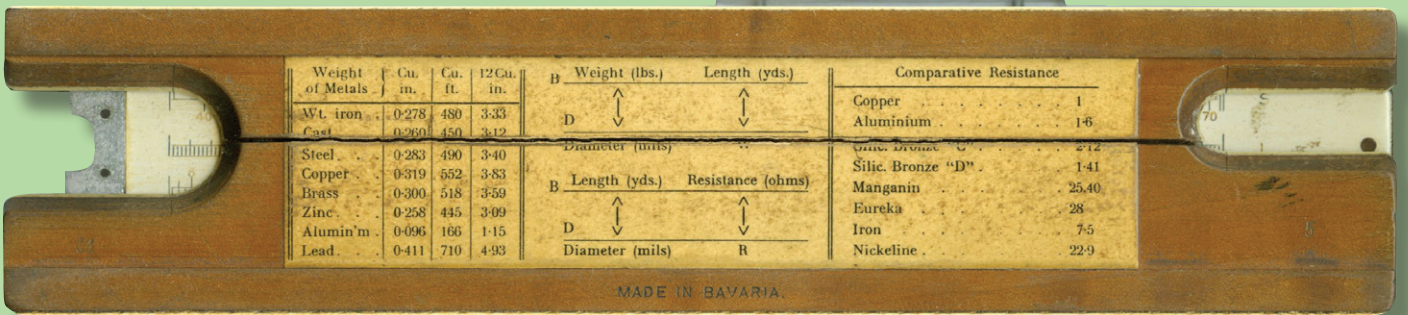 Weight of Metals Cu. in. Cu. ft. 12 Cu. in.
Wt. iron . 0·278 480 3·33
Cast 0·260 450 3·12
Steel . . . 0·283 490 3·40
Copper . . 0·319 552 3·83
Brass . . 0·300 518 3·59
Zinc . . . 0·258 445 3·09
Alumin'm . 0·096 166 1·15
Lead . . . 0·411 710 4·93
B Weight (lbs.) Length (yds.)
D
Diameter (mils)
B Length (yds.) Resistance (ohms)
D
Diameter (mils) R
Comparative Resistance
Copper . . . . . 1
Aluminium . . . . 1·6
Silic. Bronze "C" 2·12
Silic. Bronze "D" . 1·41
Manganin . . . . 25.40
Eureka . . . . . 28
Iron . . . . . 7·5
Nickeline . . . . 22·9
70
MADE IN BAVARIA.